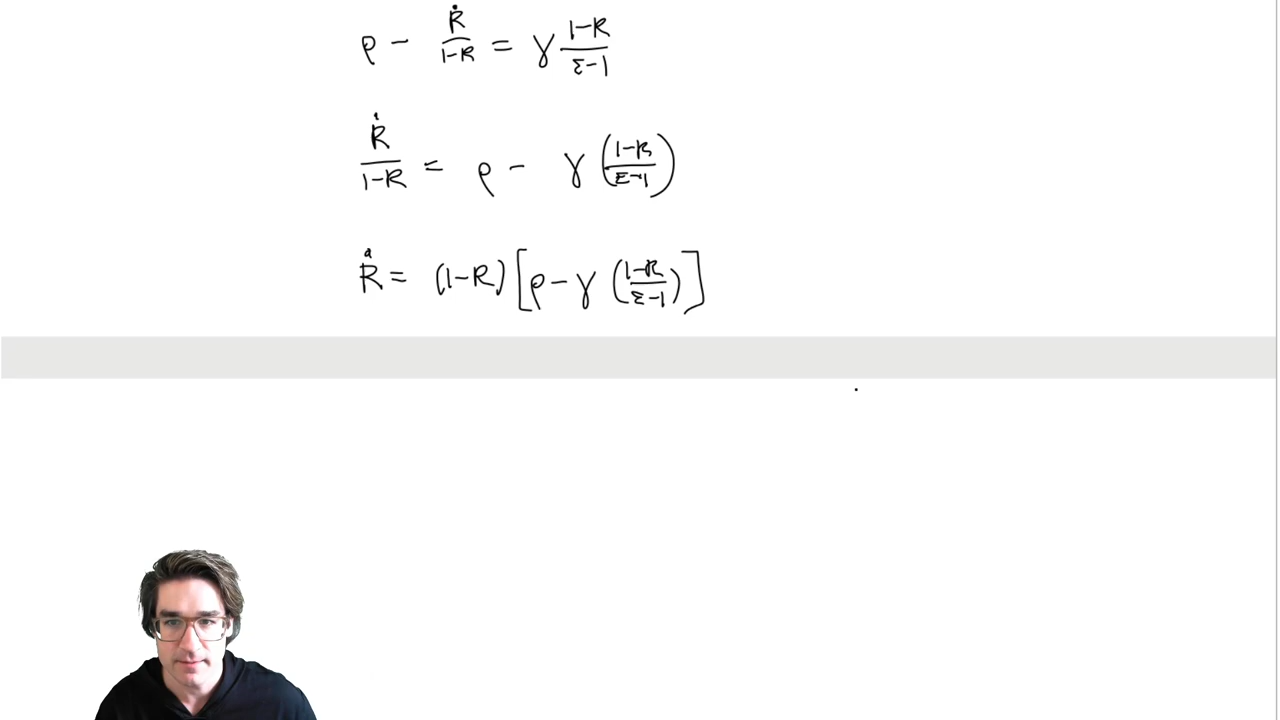 ρ − Ṙ/(1−R) = γ (1−R)/(ε−1)
Ṙ/(1−R) = ρ − γ ((1−R)/(ε−1))
Ṙ = (1−R) [ρ − γ ((1−R)/(ε−1))]